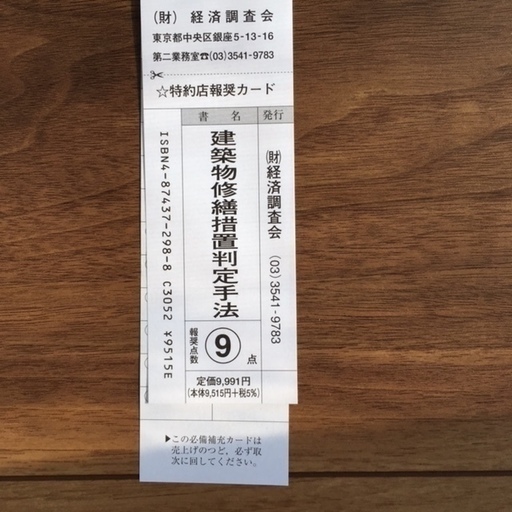 (財) 経済調査会
東京都中央区銀座5-13-16
第二業務室☎(03)3541-9783
☆特約店報奨カード
発行
(財)経済調査会 (03)3541-9783
書名
建築物修繕措置判定手法
報奨点数
9
点
定価9,991円
(本体9,515円+税5%)
ISBN4-87437-298-8 C3052 ¥9515E
▶この必備補充カードは
売上げのつど、必ず取
次に回してください。